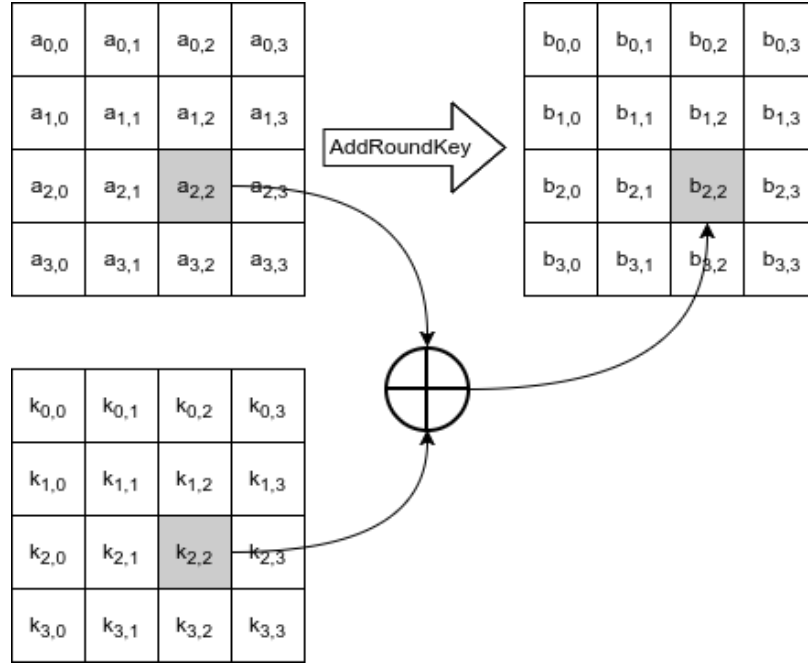 a0,0 a0,1 a0,2 a0,3
a1,0 a1,1 a1,2 a1,3
a2,0 a2,1 a2,2 a2,3
a3,0 a3,1 a3,2 a3,3
AddRoundKey
b0,0 b0,1 b0,2 b0,3
b1,0 b1,1 b1,2 b1,3
b2,0 b2,1 b2,2 b2,3
b3,0 b3,1 b3,2 b3,3
k0,0 k0,1 k0,2 k0,3
k1,0 k1,1 k1,2 k1,3
k2,0 k2,1 k2,2 k2,3
k3,0 k3,1 k3,2 k3,3